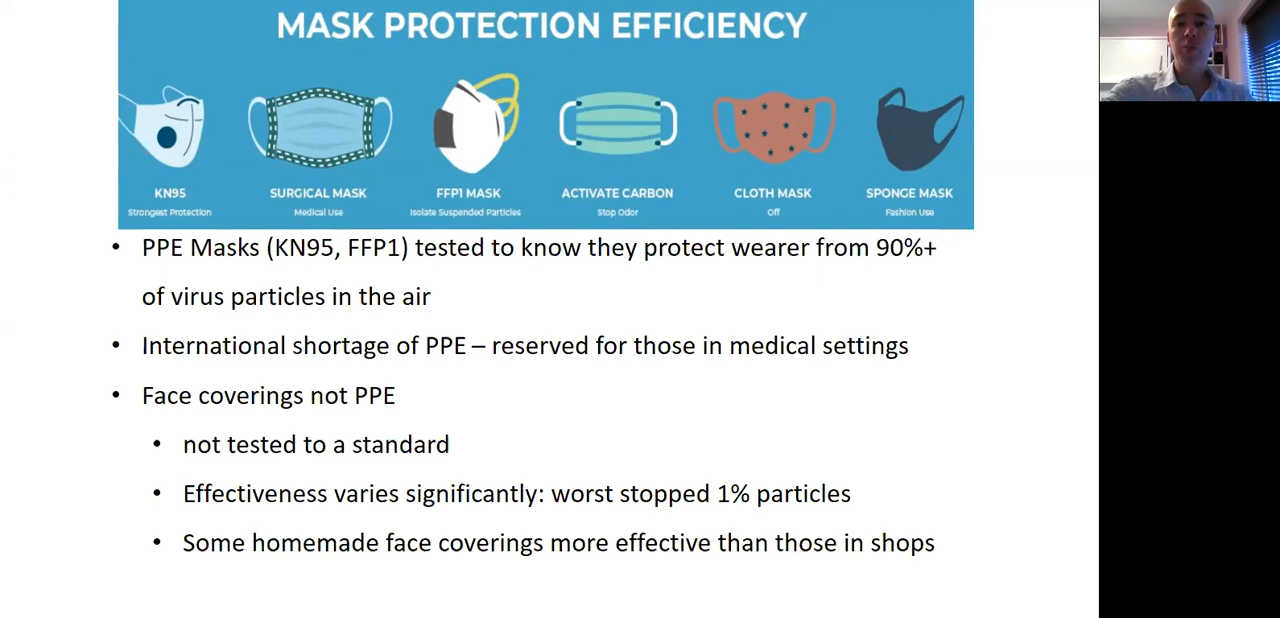 MASK PROTECTION EFFICIENCY
KN95
Strongest Protection
SURGICAL MASK
Medical Use
FFP1 MASK
Isolate Suspended Particles
ACTIVATE CARBON
Stop Odor
CLOTH MASK
Off
SPONGE MASK
Fashion Use
• PPE Masks (KN95, FFP1) tested to know they protect wearer from 90%+
of virus particles in the air
• International shortage of PPE – reserved for those in medical settings
• Face coverings not PPE
• not tested to a standard
• Effectiveness varies significantly: worst stopped 1% particles
• Some homemade face coverings more effective than those in shops